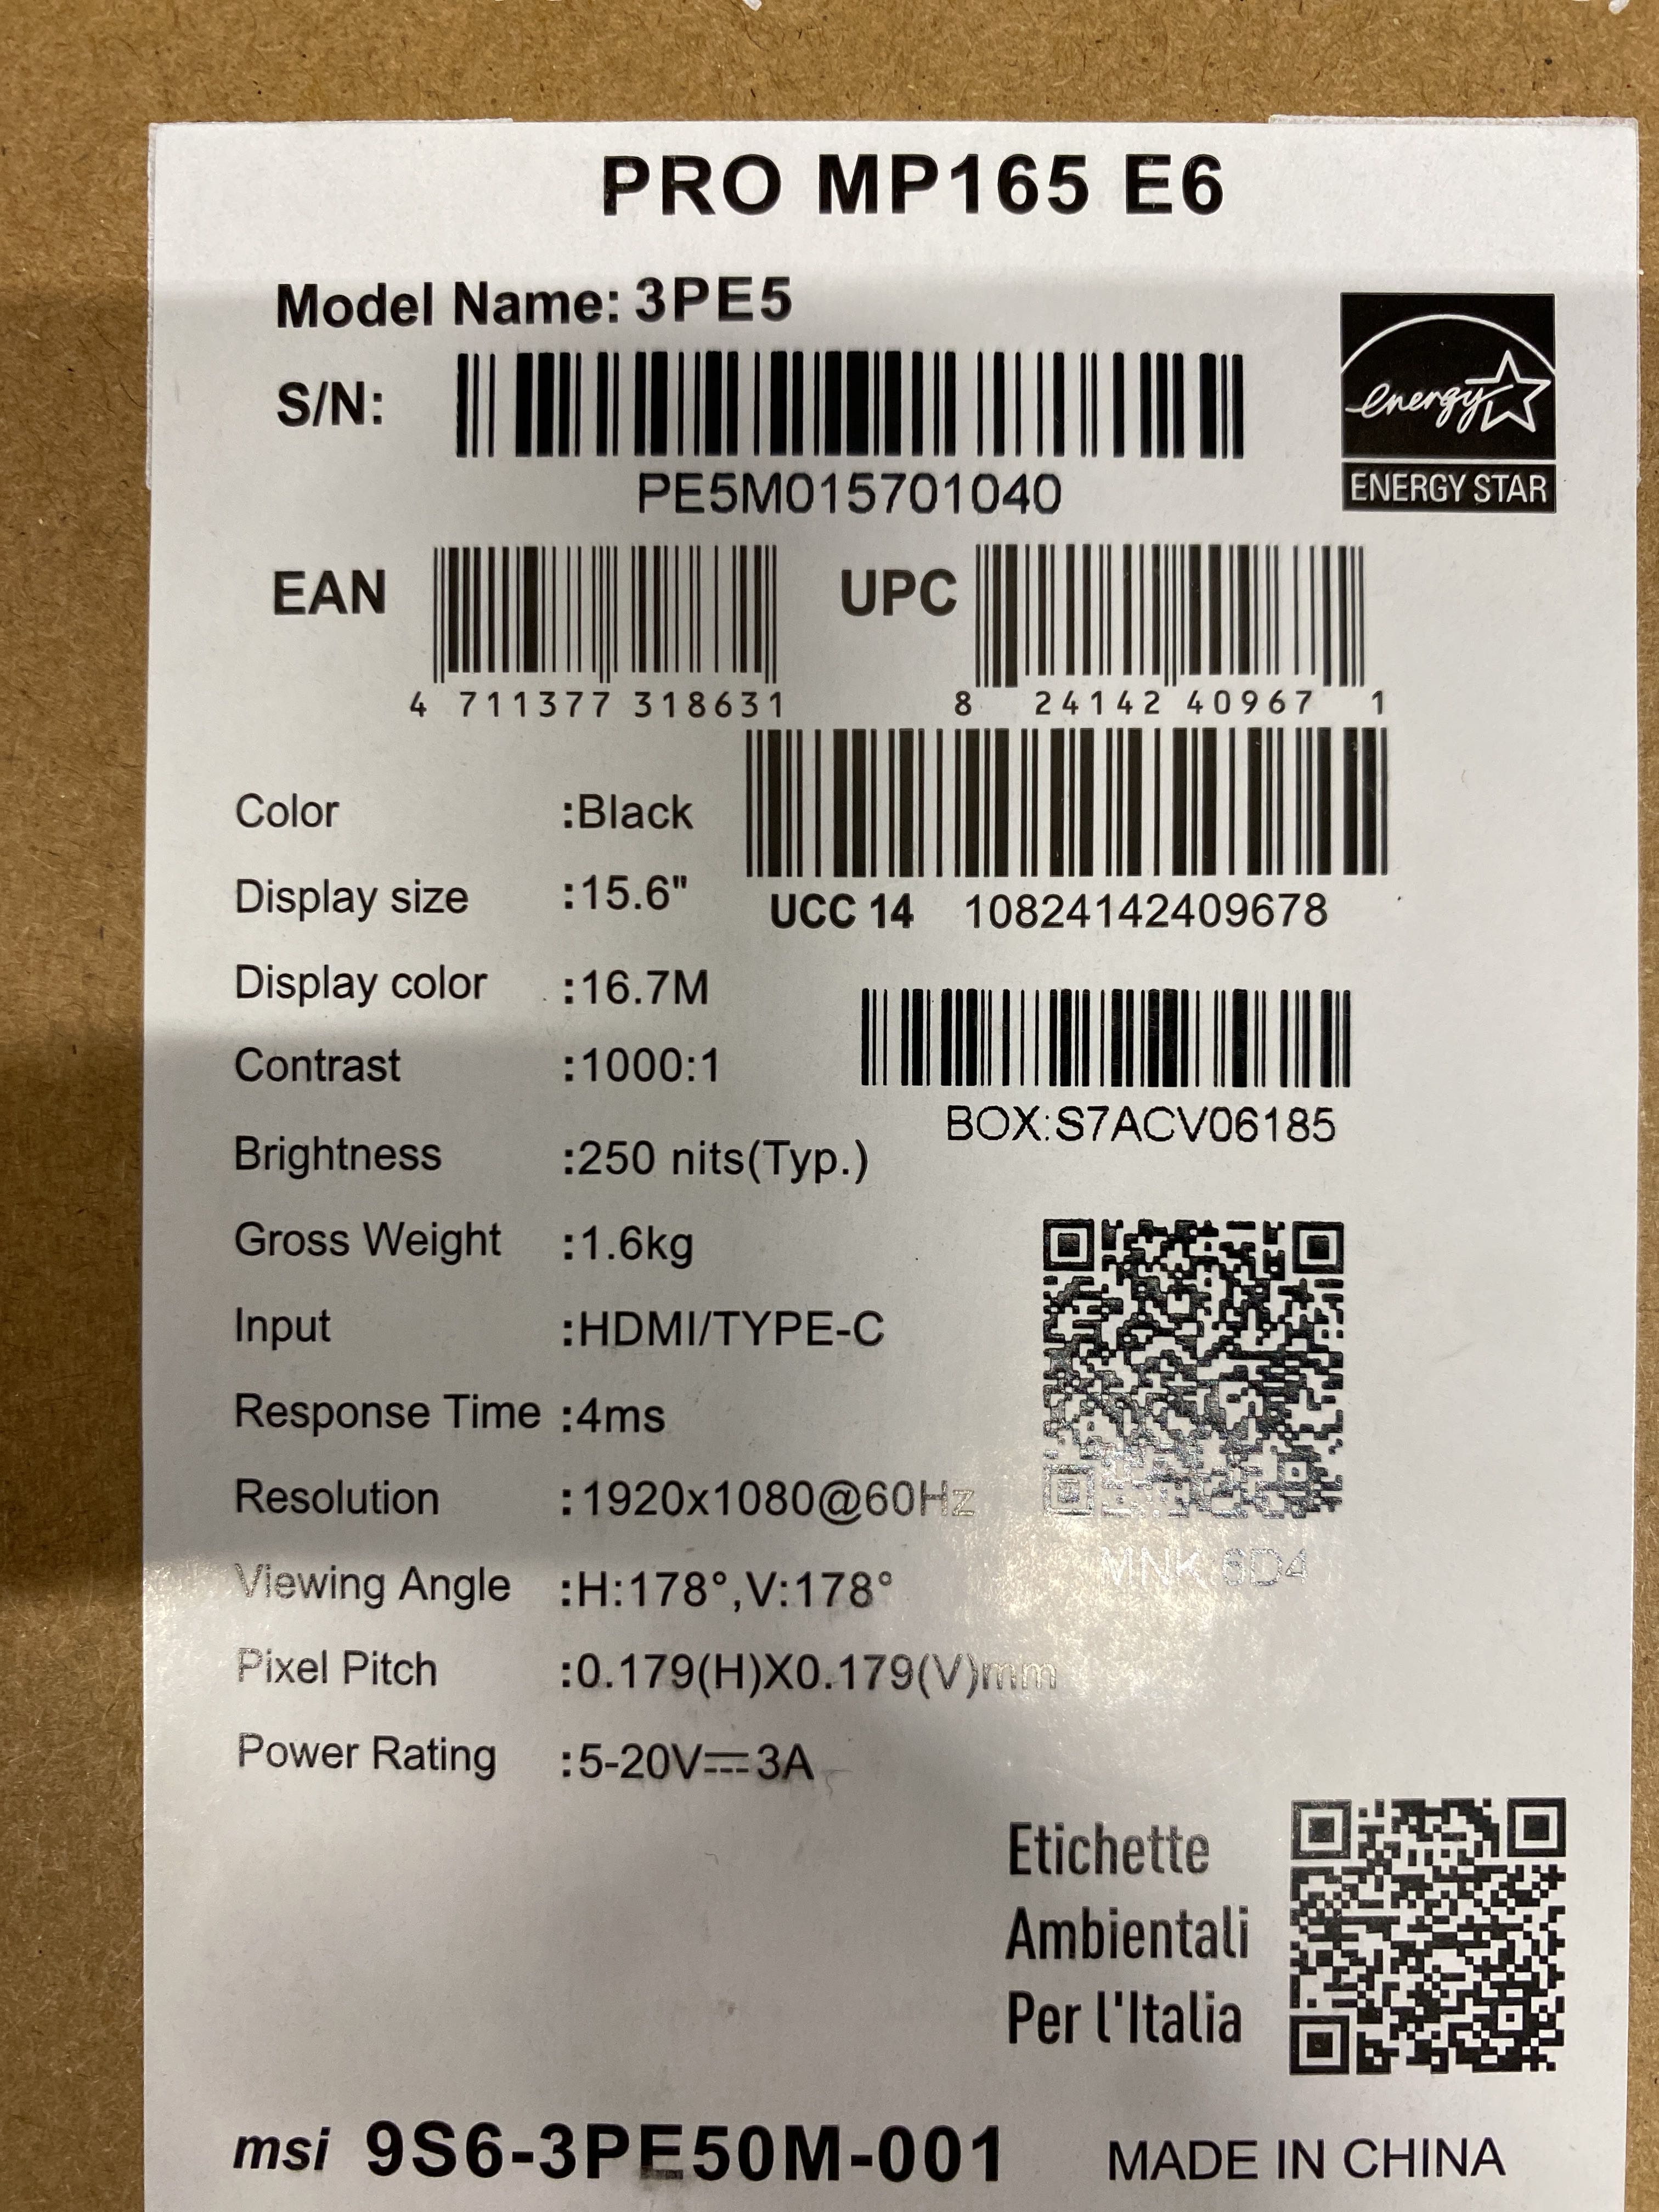 PRO MP165 E6
Model Name: 3PE5
S/N:
PE5M015701040
energy
ENERGY STAR
EAN
4 711377 318631
UPC
8 24142 40967 1
UCC 14 10824142409678
BOX:S7ACV06185
Color :Black
Display size :15.6"
Display color :16.7M
Contrast :1000:1
Brightness :250 nits(Typ.)
Gross Weight :1.6kg
Input :HDMI/TYPE-C
Response Time :4ms
Resolution :1920x1080@60Hz
MNK 6D4
Viewing Angle :H:178°,V:178°
Pixel Pitch :0.179(H)X0.179(V)mm
Power Rating :5-20V⎓3A
Etichette
Ambientali
Per l'Italia
msi 9S6-3PE50M-001 MADE IN CHINA